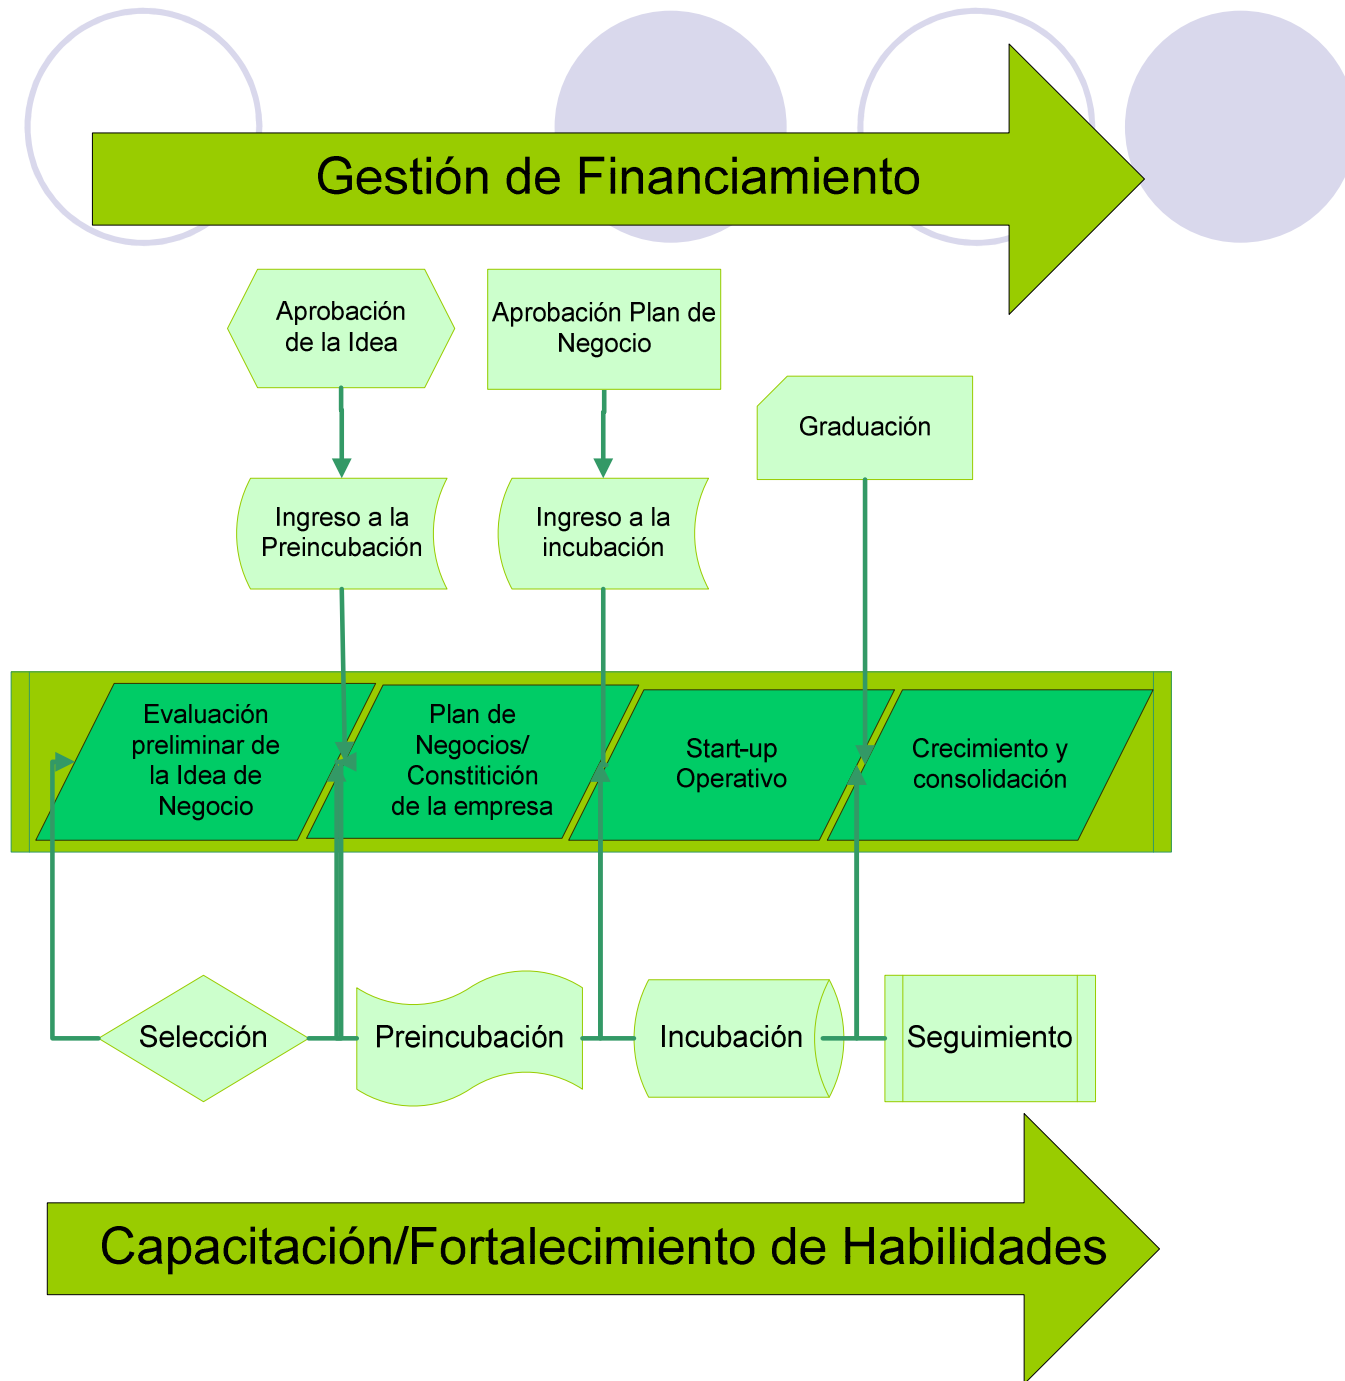 Gestión de Financiamiento
Aprobación
de la Idea
Aprobación Plan de
Negocio
Graduación
Ingreso a la
Preincubación
Ingreso a la
incubación
Evaluación
preliminar de
la Idea de
Negocio
Plan de
Negocios/
Constitición
de la empresa
Start-up
Operativo
Crecimiento y
consolidación
Selección
Preincubación
Incubación
Seguimiento
Capacitación/Fortalecimiento de Habilidades